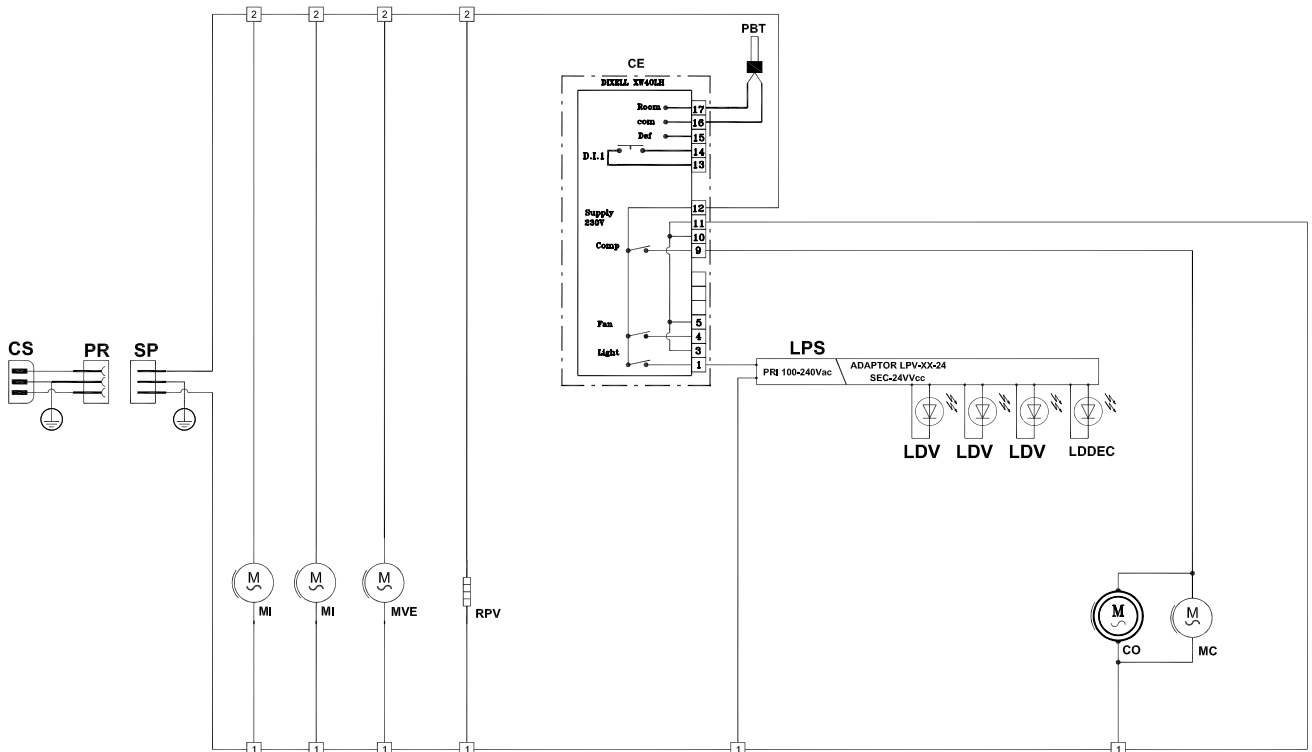 2
2
2
2
PBT
CE
DIXELL XW40LH
Room
17
com
16
Def
15
D.I.1
14
13
Supply
230V
12
11
10
Comp
9
Fan
5
4
Light
3
1
CS
PR
SP
LPS
PRI 100-240Vac
ADAPTOR LPV-XX-24
SEC-24VVcc
LDV
LDV
LDV
LDDEC
M
MI
M
MI
M
MVE
RPV
M
CO
M
MC
1
1
1
1
1
1